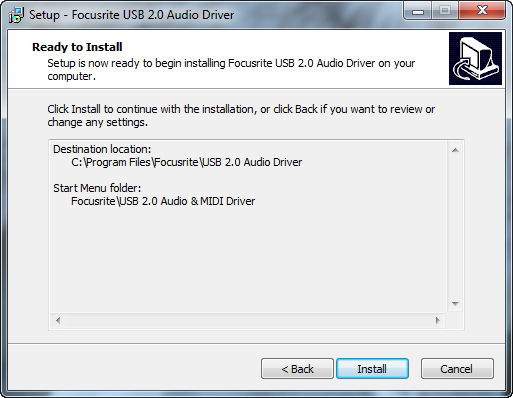 Setup - Focusrite USB 2.0 Audio Driver
Ready to Install
Setup is now ready to begin installing Focusrite USB 2.0 Audio Driver on your
computer.
Click Install to continue with the installation, or click Back if you want to review or
change any settings.
Destination location:
C:\Program Files\Focusrite\USB 2.0 Audio Driver
Start Menu folder:
Focusrite\USB 2.0 Audio & MIDI Driver
< Back
Install
Cancel